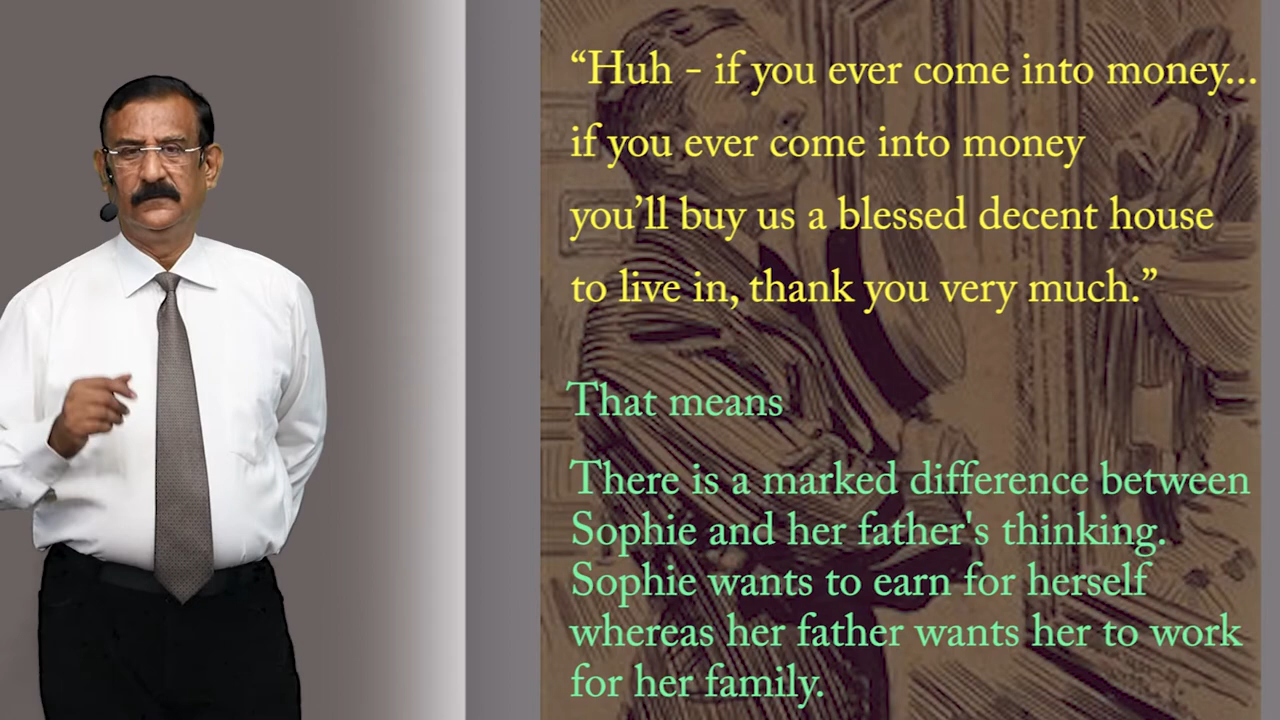 “Huh - if you ever come into money...
if you ever come into money
you’ll buy us a blessed decent house
to live in, thank you very much.”
That means
There is a marked difference between
Sophie and her father's thinking.
Sophie wants to earn for herself
whereas her father wants her to work
for her family.